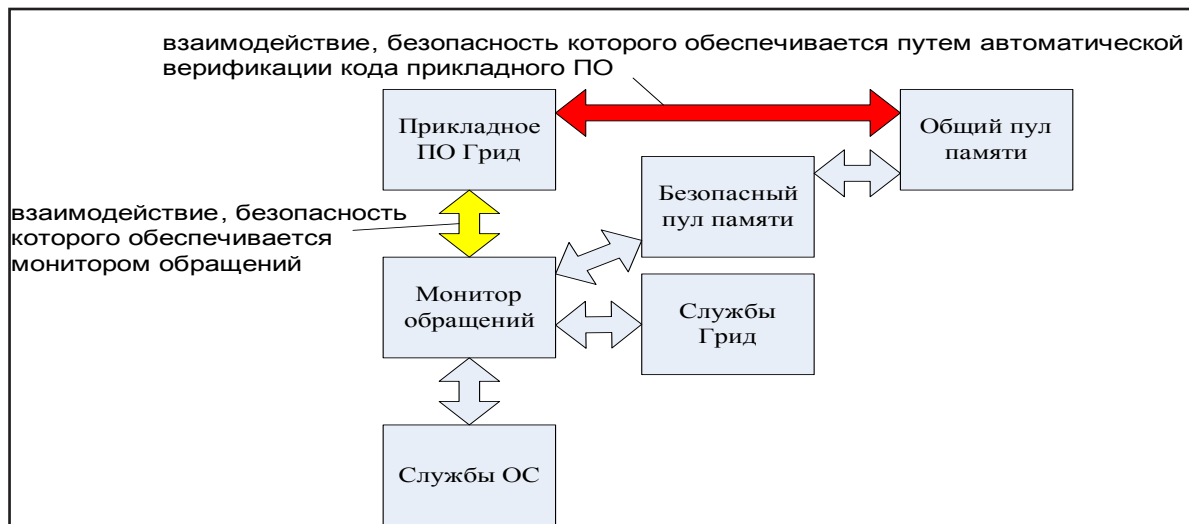 взаимодействие, безопасность которого обеспечивается путем автоматической
верификации кода прикладного ПО
Прикладное
ПО Грид
Общий пул
памяти
Безопасный
пул памяти
взаимодействие, безопасность
которого обеспечивается
монитором обращений
Монитор
обращений
Службы
Грид
Службы ОС